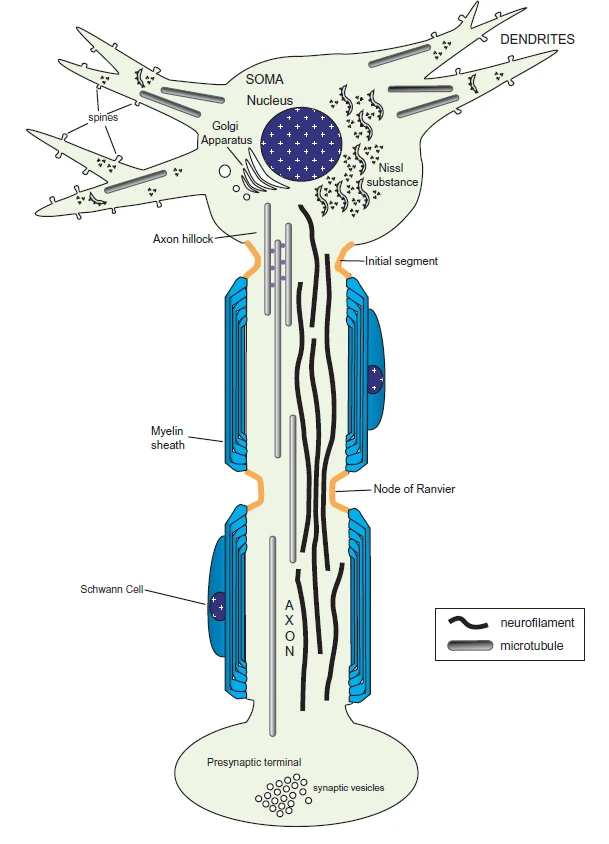 DENDRITES
SOMA
Nucleus
spines
Golgi
Apparatus
Nissl
substance
Axon hillock
Initial segment
Myelin
sheath
Node of Ranvier
Schwann Cell
A
X
O
N
neurofilament
microtubule
Presynaptic terminal
synaptic vesicles